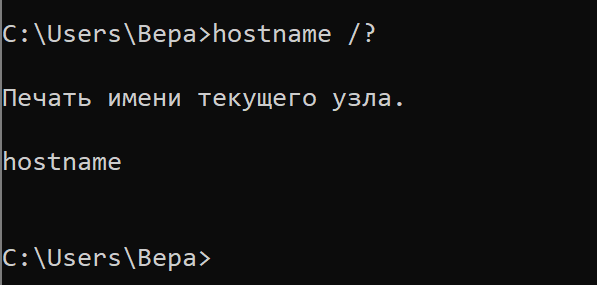 C:\Users\Вера>hostname /?
Печать имени текущего узла.
hostname
C:\Users\Вера>